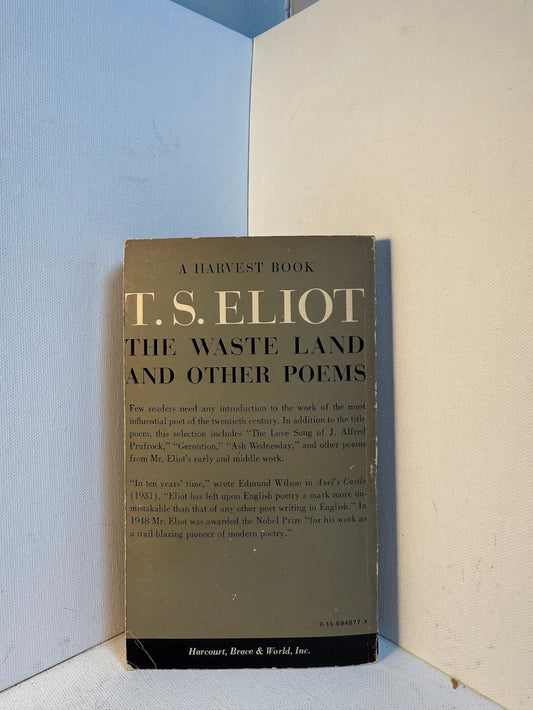 A HARVEST BOOK
T. S. ELIOT
THE WASTE LAND
AND OTHER POEMS
Few readers need any introduction to the work of the most
influential poet of the twentieth century. In addition to the title
poem, this selection includes "The Love Song of J. Alfred
Prufrock," "Gerontion," "Ash Wednesday," and other poems
from Mr. Eliot's early and middle work.
"In ten years' time," wrote Edmund Wilson in Axel's Castle
(1931), "Eliot has left upon English poetry a mark more un-
mistakable than that of any other poet writing in English." In
1948 Mr. Eliot was awarded the Nobel Prize "for his work as
a trail-blazing pioneer of modern poetry."
0-15-694877-X
Harcourt, Brace & World, Inc.